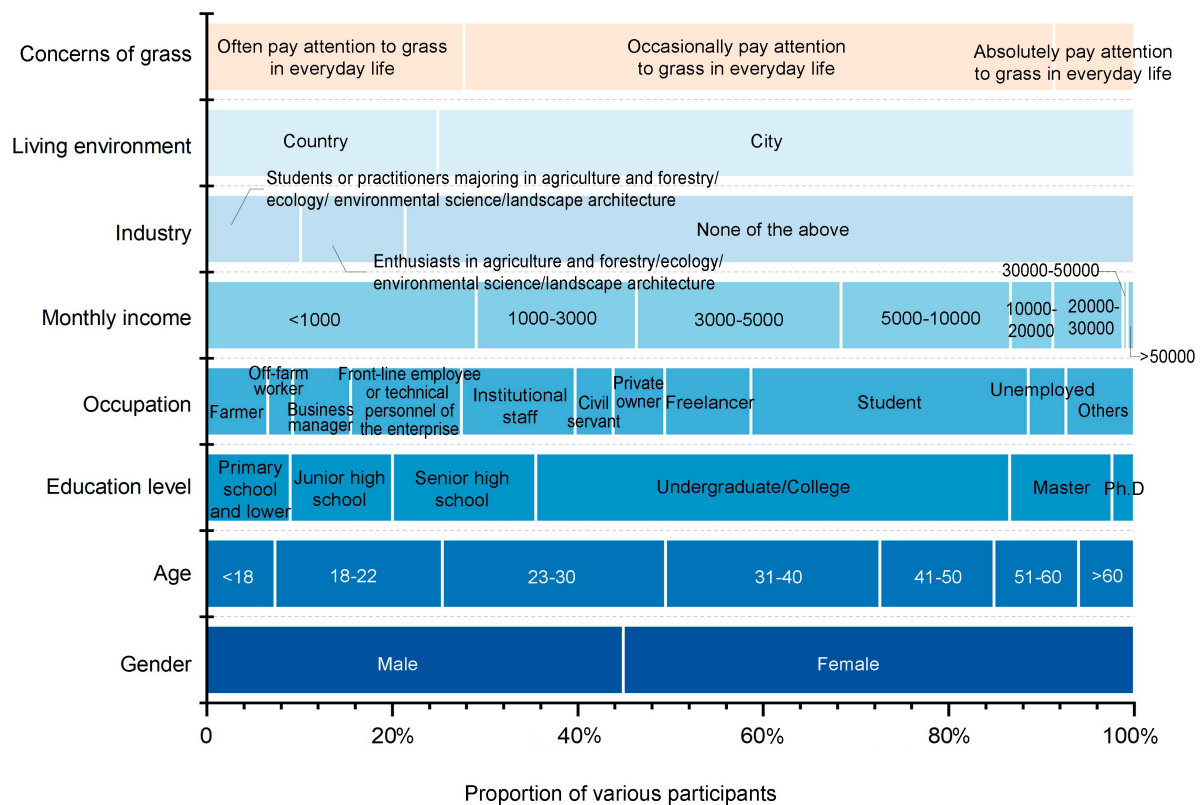 Concerns of grass
Often pay attention to grass
in everyday life
Occasionally pay attention
to grass in everyday life
Absolutely pay attention
to grass in everyday life
Living environment
Country
City
Students or practitioners majoring in agriculture and forestry/
ecology/ environmental science/landscape architecture
Industry
None of the above
Enthusiasts in agriculture and forestry/ecology/
environmental science/landscape architecture
Monthly income
<1000
1000-3000
3000-5000
5000-10000
10000-
20000
20000-
30000
30000-50000
>50000
Occupation
Farmer
Off-farm
worker
Business
manager
Front-line employee
or technical
personnel of
the enterprise
Institutional
staff
Civil
servant
Private
owner
Freelancer
Student
Unemployed
Others
Education level
Primary
school
and lower
Junior high
school
Senior high
school
Undergraduate/College
Master
Ph.D
Age
<18
18-22
23-30
31-40
41-50
51-60
>60
Gender
Male
Female
0
20%
40%
60%
80%
100%
Proportion of various participants